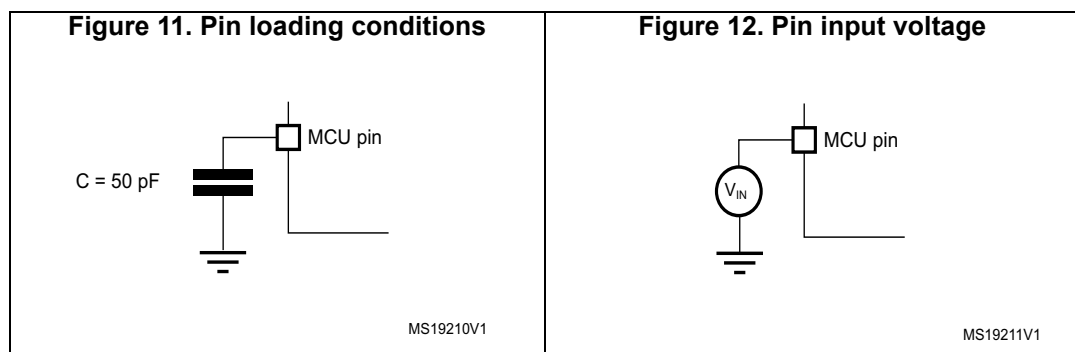 Figure 11. Pin loading conditions
MCU pin
C = 50 pF
MS19210V1
Figure 12. Pin input voltage
MCU pin
VIN
MS19211V1